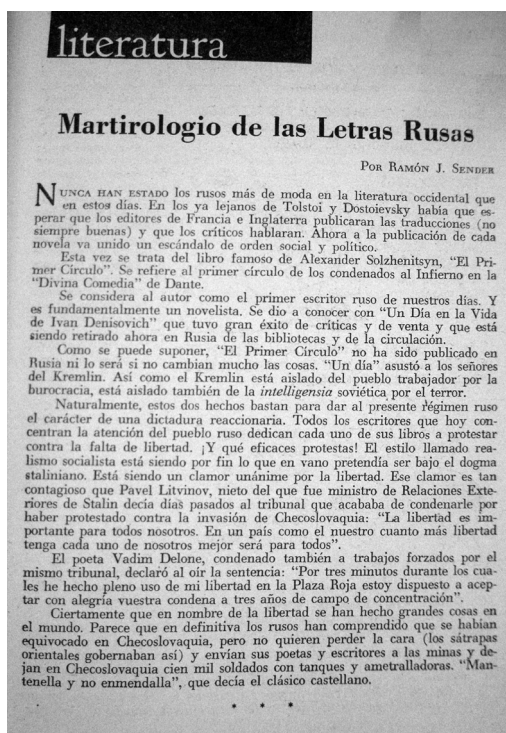 literatura
Martirologio de las Letras Rusas
POR RAMÓN J. SENDER
NUNCA HAN ESTADO los rusos más de moda en la literatura occidental que
en estos días. En los ya lejanos de Tolstoi y Dostoievsky había que es-
perar que los editores de Francia e Inglaterra publicaran las traducciones (no
siempre buenas) y que los críticos hablaran. Ahora a la publicación de cada
novela va unido un escándalo de orden social y político.
Esta vez se trata del libro famoso de Alexander Solzhenitsyn, "El Pri-
mer Círculo". Se refiere al primer círculo de los condenados al Infierno en la
"Divina Comedia" de Dante.
Se considera al autor como el primer escritor ruso de nuestros días. Y
es fundamentalmente un novelista. Se dio a conocer con "Un Día en la Vida
de Ivan Denisovich" que tuvo gran éxito de críticas y de venta y que está
siendo retirado ahora en Rusia de las bibliotecas y de la circulación.
Como se puede suponer, "El Primer Círculo" no ha sido publicado en
Rusia ni lo será si no cambian mucho las cosas. "Un día" asustó a los señores
del Kremlin. Así como el Kremlin está aislado del pueblo trabajador por la
burocracia, está aislado también de la intelligensia soviética por el terror.
Naturalmente, estos dos hechos bastan para dar al presente régimen ruso
el carácter de una dictadura reaccionaria. Todos los escritores que hoy con-
centran la atención del pueblo ruso dedican cada uno de sus libros a protestar
contra la falta de libertad. ¡Y qué eficaces protestas! El estilo llamado rea-
lismo socialista está siendo por fin lo que en vano pretendía ser bajo el dogma
staliniano. Está siendo un clamor unánime por la libertad. Ese clamor es tan
contagioso que Pavel Litvinov, nieto del que fue ministro de Relaciones Exte-
riores de Stalin decía días pasados al tribunal que acababa de condenarle por
haber protestado contra la invasión de Checoslovaquia: "La libertad es im-
portante para todos nosotros. En un país como el nuestro cuanto más libertad
tenga cada uno de nosotros mejor será para todos".
El poeta Vadim Delone, condenado también a trabajos forzados por el
mismo tribunal, declaró al oír la sentencia: "Por tres minutos durante los cua-
les he hecho pleno uso de mi libertad en la Plaza Roja estoy dispuesto a acep-
tar con alegría vuestra condena a tres años de campo de concentración".
Ciertamente que en nombre de la libertad se han hecho grandes cosas en
el mundo. Parece que en definitiva los rusos han comprendido que se habían
equivocado en Checoslovaquia, pero no quieren perder la cara (los sátrapas
orientales gobernaban así) y envían sus poetas y escritores a las minas y de-
jan en Checoslovaquia cien mil soldados con tanques y ametralladoras. "Man-
tenella y no enmendalla", que decía el clásico castellano.
* * *